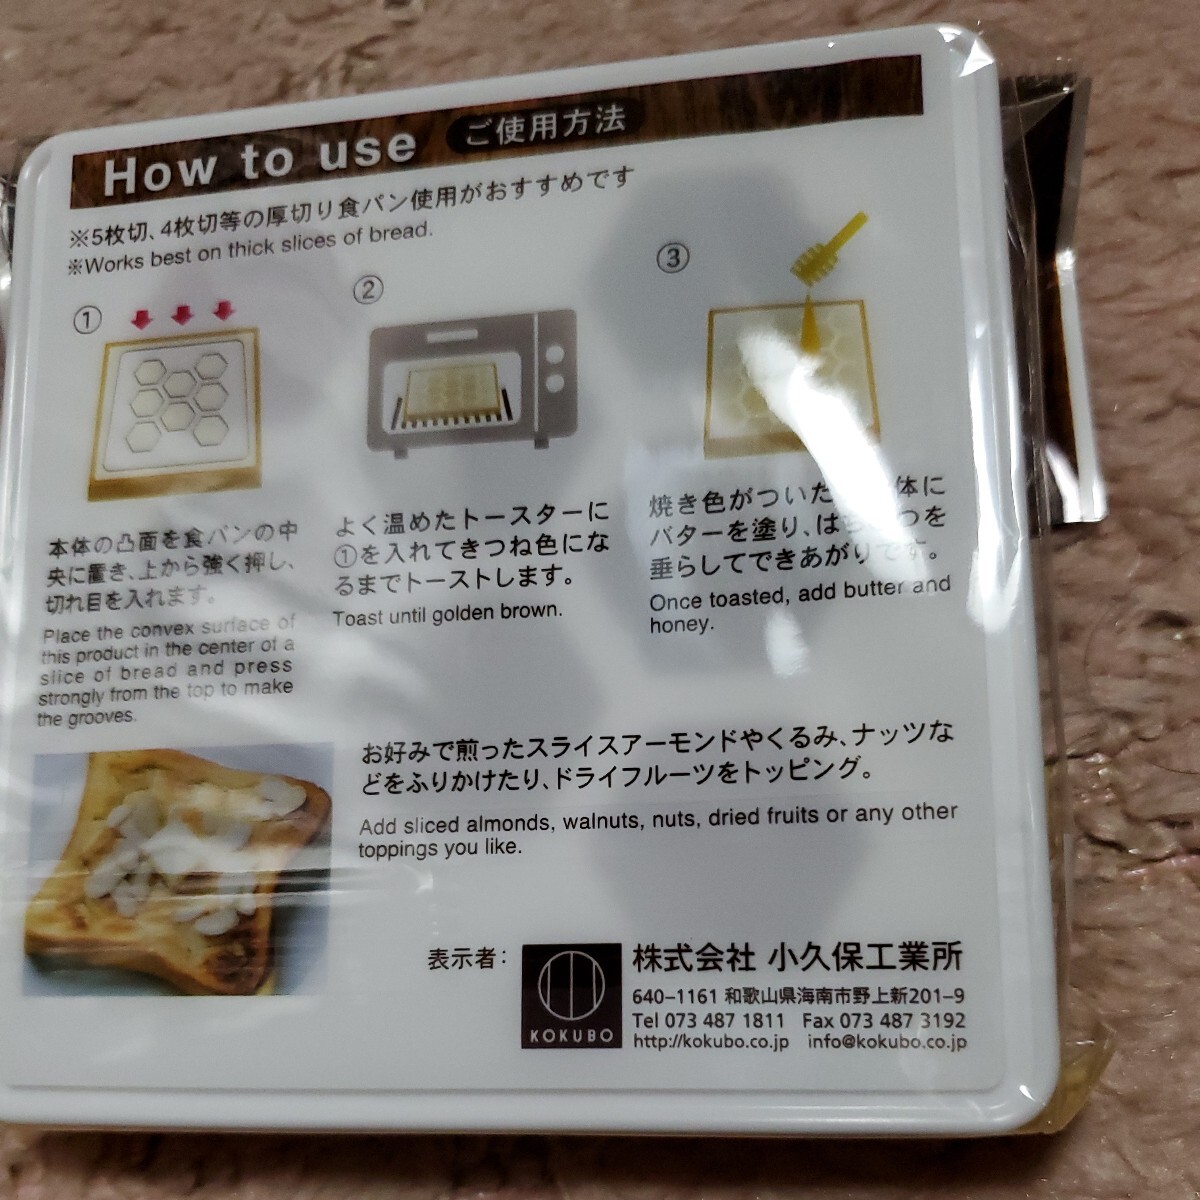 How to use ご使用方法
※5枚切、4枚切等の厚切り食パン使用がおすすめです
※Works best on thick slices of bread.
①
本体の凸面を食パンの中
央に置き、上から強く押し、
切れ目を入れます。
Place the convex surface of
this product in the center of a
slice of bread and press
strongly from the top to make
the grooves.
②
よく温めたトースターに
①を入れてきつね色にな
るまでトーストします。
Toast until golden brown.
③
焼き色がついた 体に
バターを塗り、はちみつを
垂らしてできあがりです。
Once toasted, add butter and
honey.
お好みで煎ったスライスアーモンドやくるみ、ナッツな
どをふりかけたり、ドライフルーツをトッピング。
Add sliced almonds, walnuts, nuts, dried fruits or any other
toppings you like.
表示者:
KOKUBO
株式会社 小久保工業所
640–1161 和歌山県海南市野上新201–9
Tel 073 487 1811 Fax 073 487 3192
http://kokubo.co.jp info@kokubo.co.jp